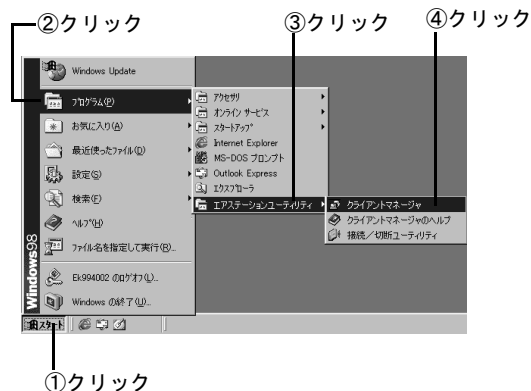 ②クリック
③クリック
④クリック
Windows Update
プログラム(P)
お気に入り(A)
最近使ったファイル(D)
設定(S)
検索(F)
ヘルプ(H)
ファイル名を指定して実行(R)...
Ek994002 のログオフ(L)...
Windows の終了(U)...
Windows98
アクセサリ
オンライン サービス
スタートアップ
Internet Explorer
MS-DOS プロンプト
Outlook Express
エクスプローラ
エアステーションユーティリティ
クライアントマネージャ
クライアントマネージャのヘルプ
接続/切断ユーティリティ
スタート
①クリック